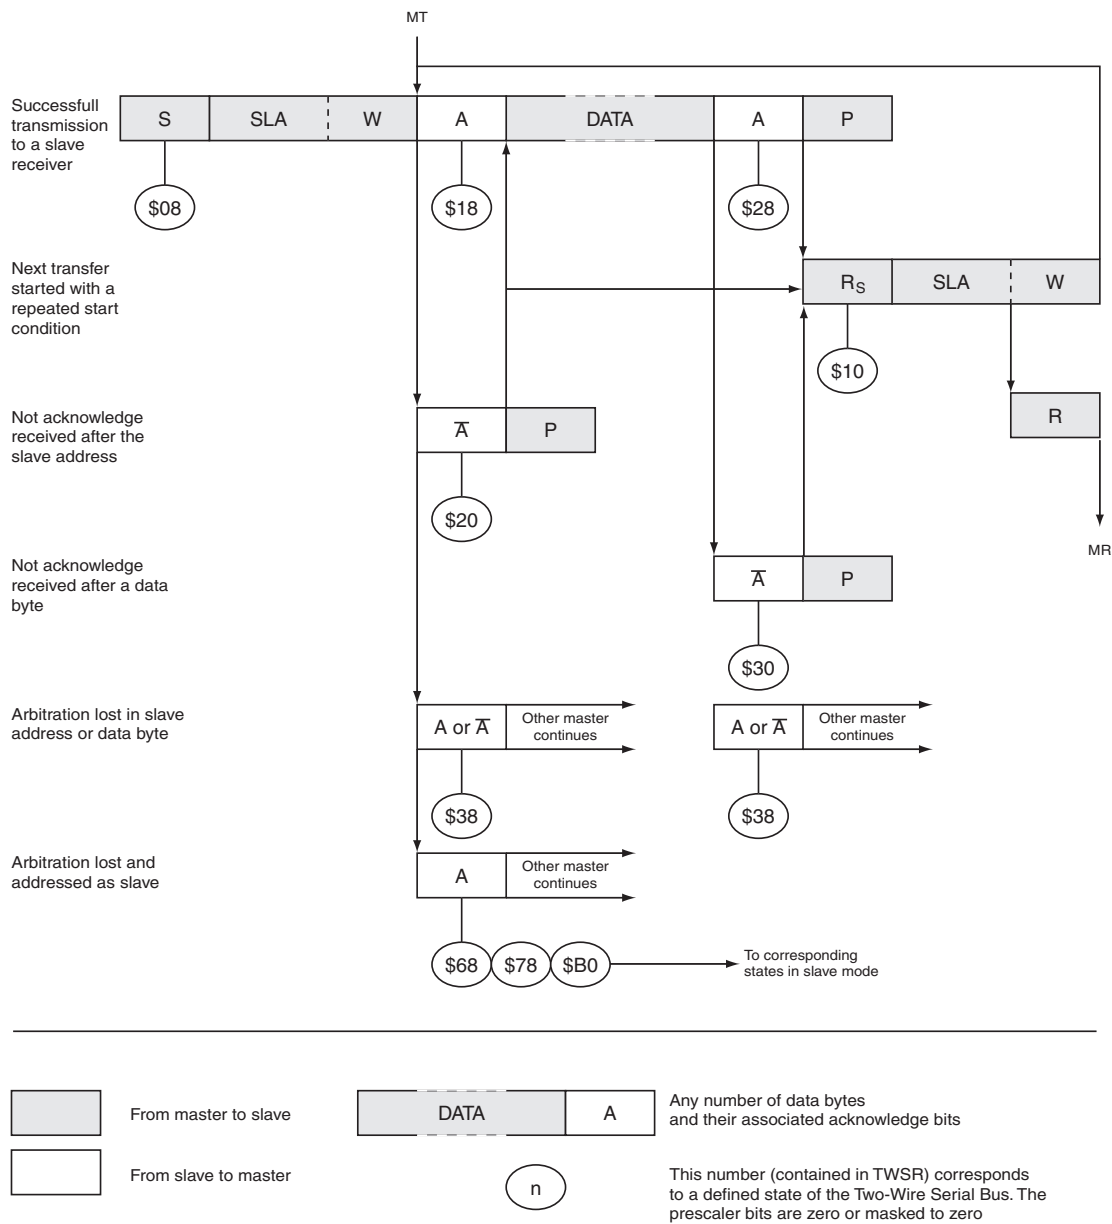 MT
Successfull
transmission
to a slave
receiver
S SLA W A DATA A P
$08 $18 $28
Next transfer
started with a
repeated start
condition
RS SLA W
$10
Not acknowledge
received after the
slave address
A̅ P
R
$20
MR
Not acknowledge
received after a data
byte
A̅ P
$30
Arbitration lost in slave
address or data byte
A or A̅
Other master
continues
A or A̅
Other master
continues
$38 $38
Arbitration lost and
addressed as slave
A
Other master
continues
$68 $78 $B0
To corresponding
states in slave mode
From master to slave
DATA A
Any number of data bytes
and their associated acknowledge bits
From slave to master
n
This number (contained in TWSR) corresponds
to a defined state of the Two-Wire Serial Bus. The
prescaler bits are zero or masked to zero